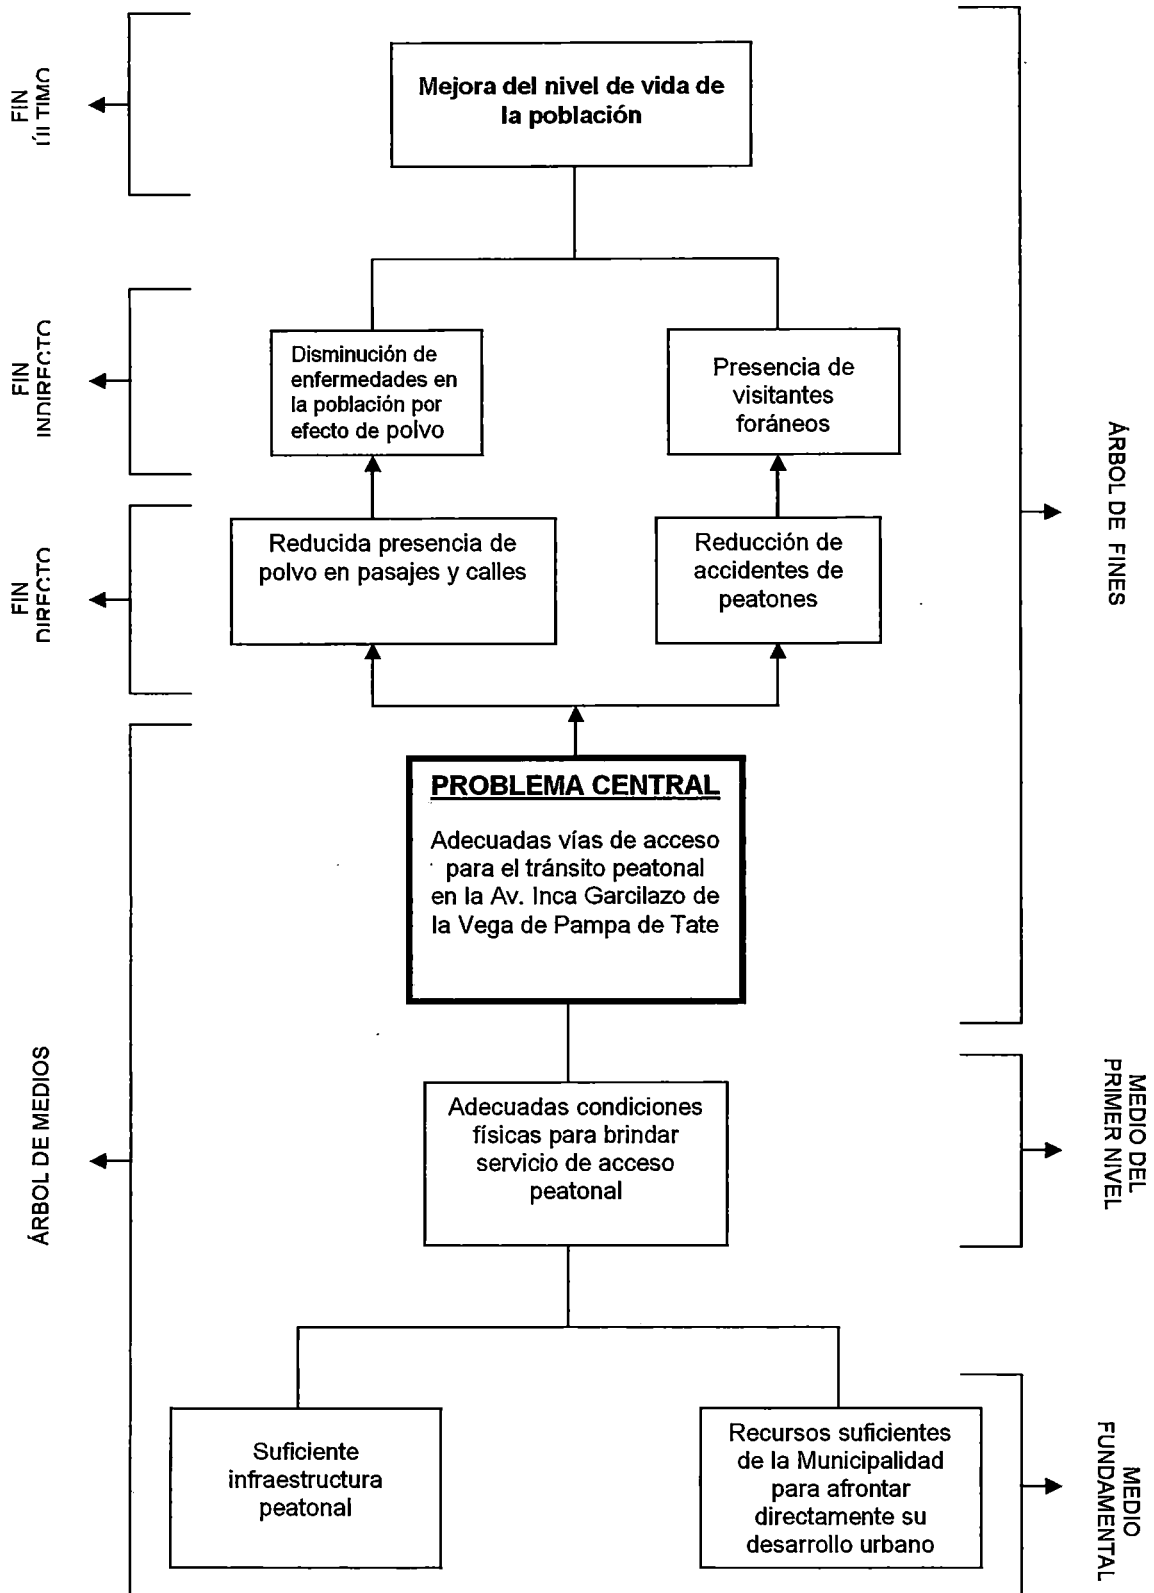 FIN
ÚLTIMO
Mejora del nivel de vida de
la población
FIN
INDIRECTO
Disminución de
enfermedades en
la población por
efecto de polvo
Presencia de
visitantes
foráneos
ÁRBOL DE FINES
FIN
DIRECTO
Reducida presencia de
polvo en pasajes y calles
Reducción de
accidentes de
peatones
PROBLEMA CENTRAL
Adecuadas vías de acceso
para el tránsito peatonal
en la Av. Inca Garcilazo de
la Vega de Pampa de Tate
ÁRBOL DE MEDIOS
Adecuadas condiciones
físicas para brindar
servicio de acceso
peatonal
MEDIO DEL
PRIMER NIVEL
Suficiente
infraestructura
peatonal
Recursos suficientes
de la Municipalidad
para afrontar
directamente su
desarrollo urbano
MEDIO
FUNDAMENTAL